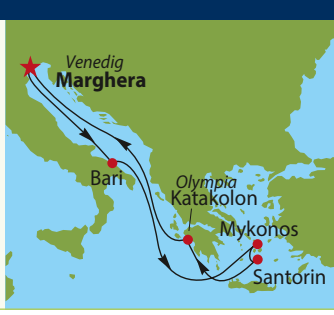 Venedig
Marghera
Bari
Olympia
Katakolon
Mykonos
Santorin